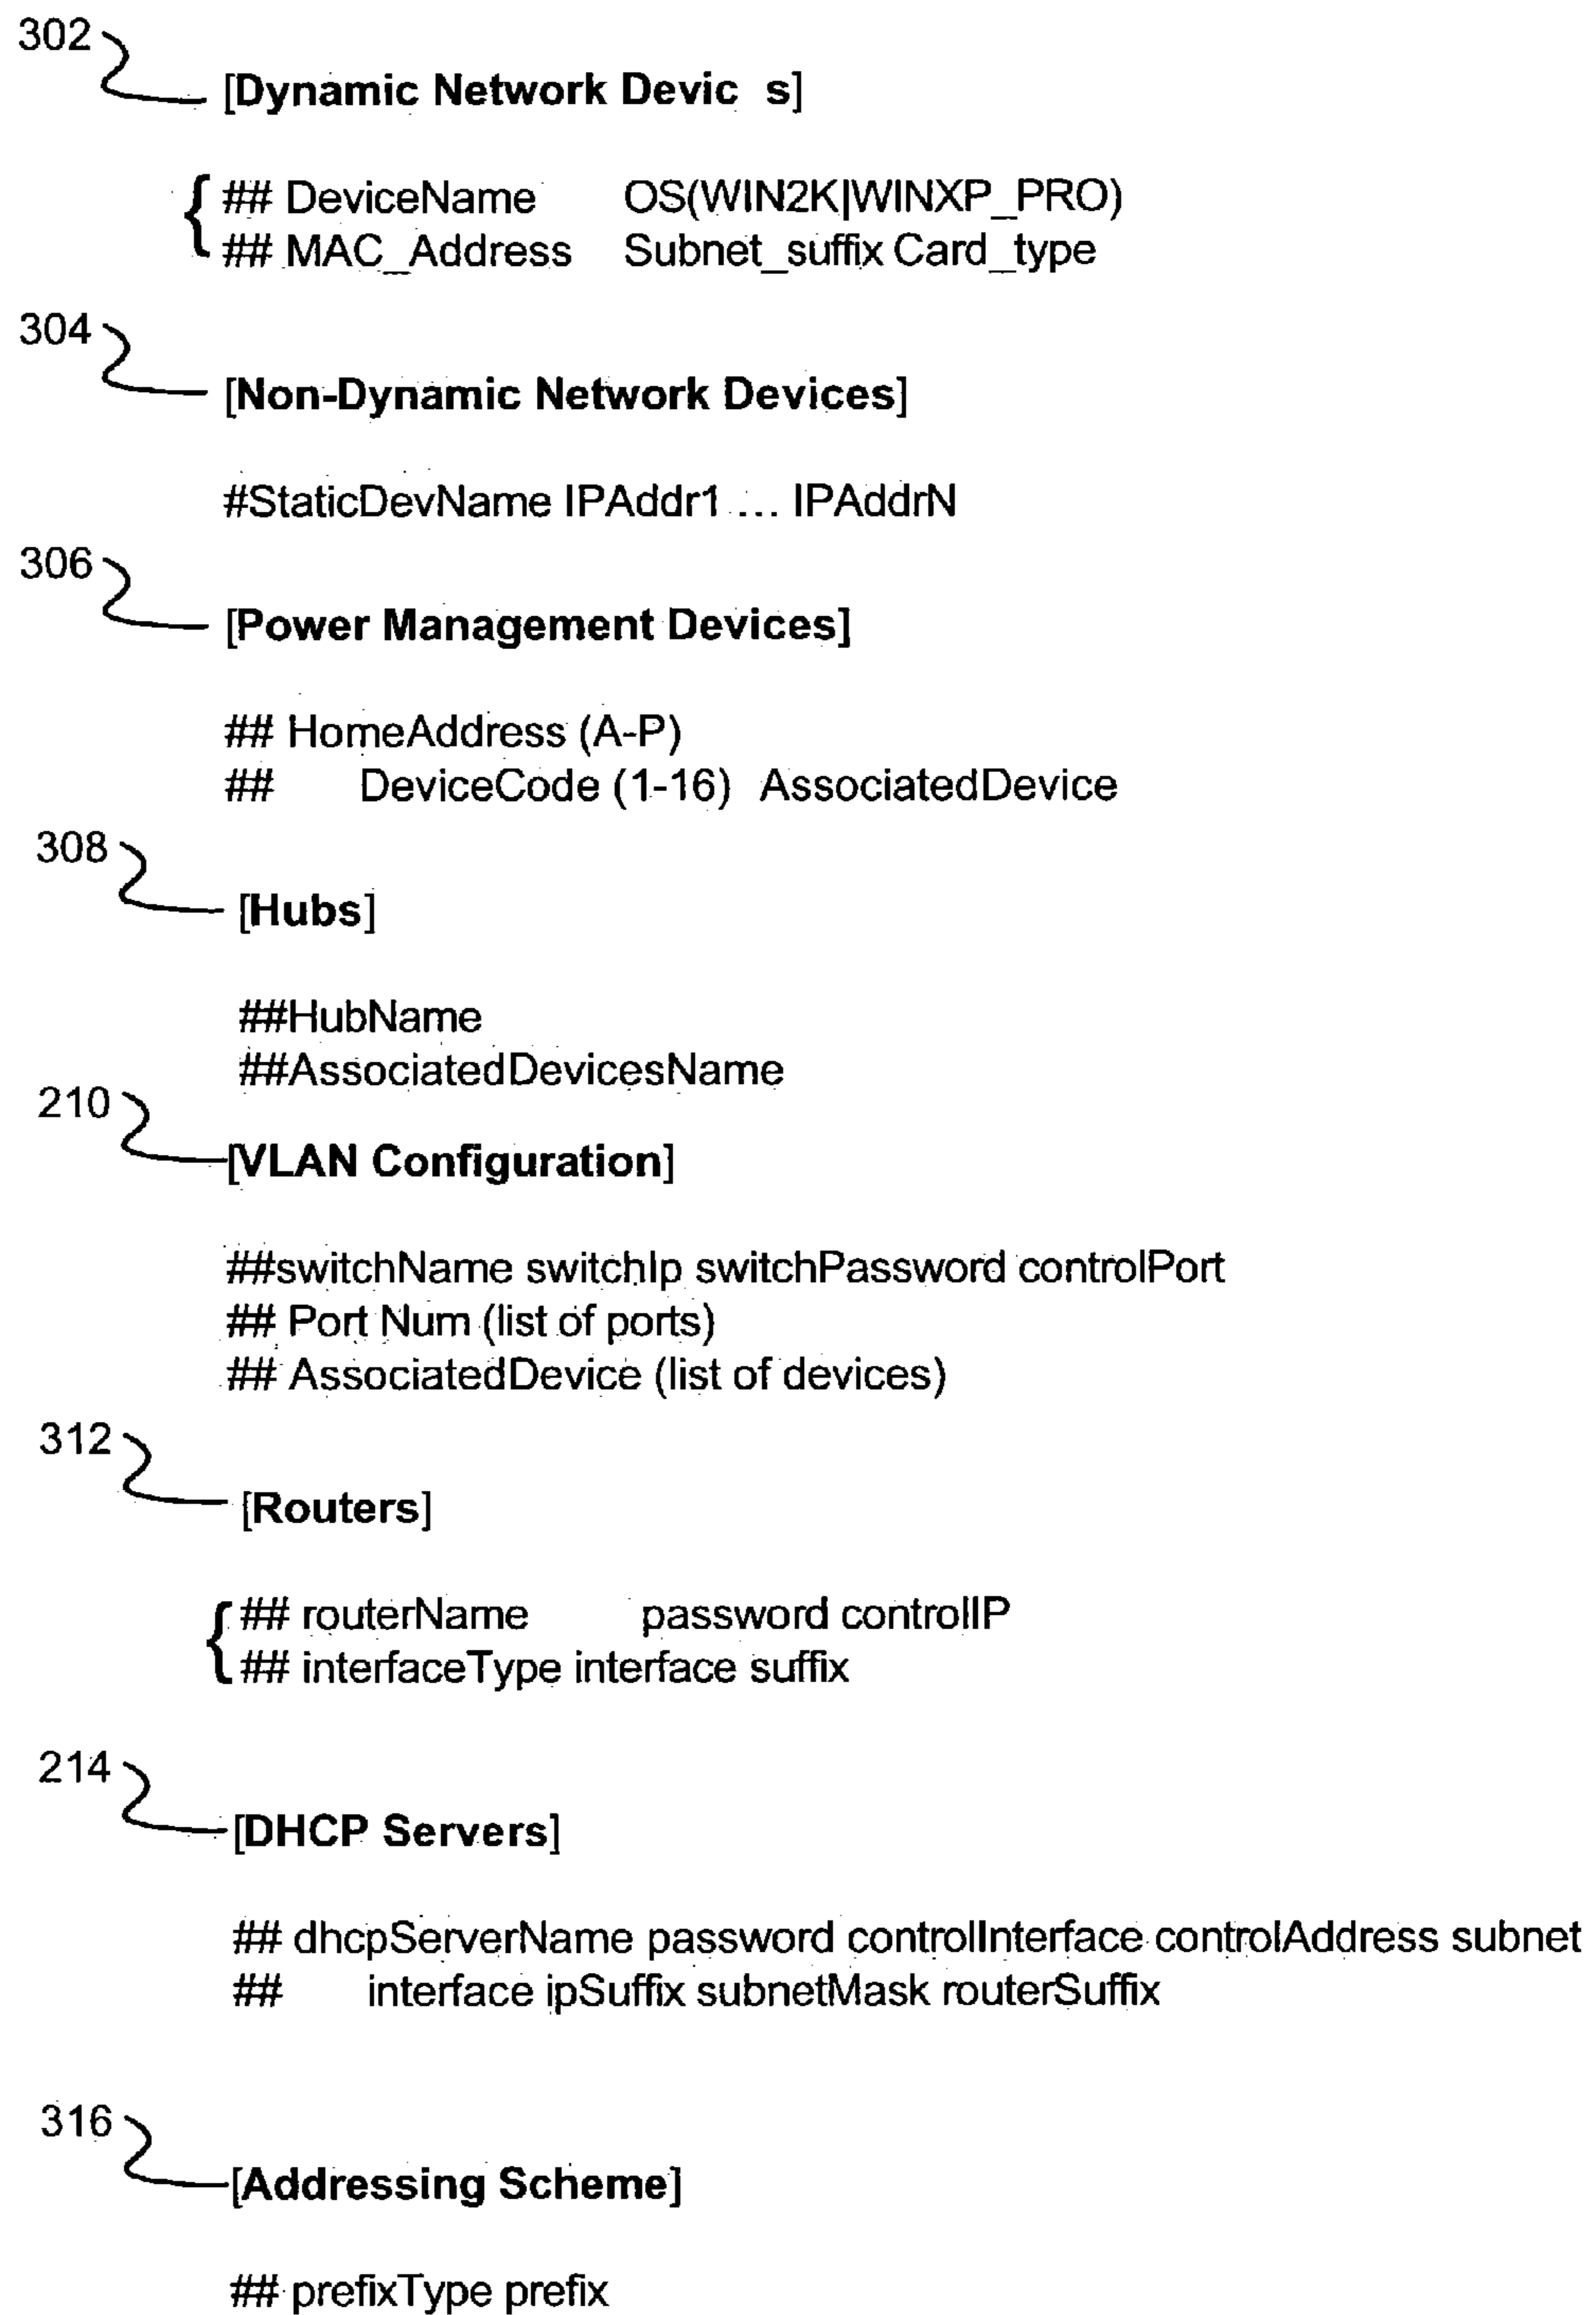 302
[Dynamic Network Devic s]
## DeviceName OS(WIN2K|WINXP_PRO)
## MAC_Address Subnet_suffix Card_type
304
[Non-Dynamic Network Devices]
#StaticDevName IPAddr1 ... IPAddrN
306
[Power Management Devices]
## HomeAddress (A-P)
## DeviceCode (1-16) AssociatedDevice
308
[Hubs]
##HubName
##AssociatedDevicesName
210
[VLAN Configuration]
##switchName switchIp switchPassword controlPort
## Port Num (list of ports)
## AssociatedDevice (list of devices)
312
[Routers]
## routerName password controlIP
## interfaceType interface suffix
214
[DHCP Servers]
## dhcpServerName password controlInterface controlAddress subnet
## interface ipSuffix subnetMask routerSuffix
316
[Addressing Scheme]
## prefixType prefix